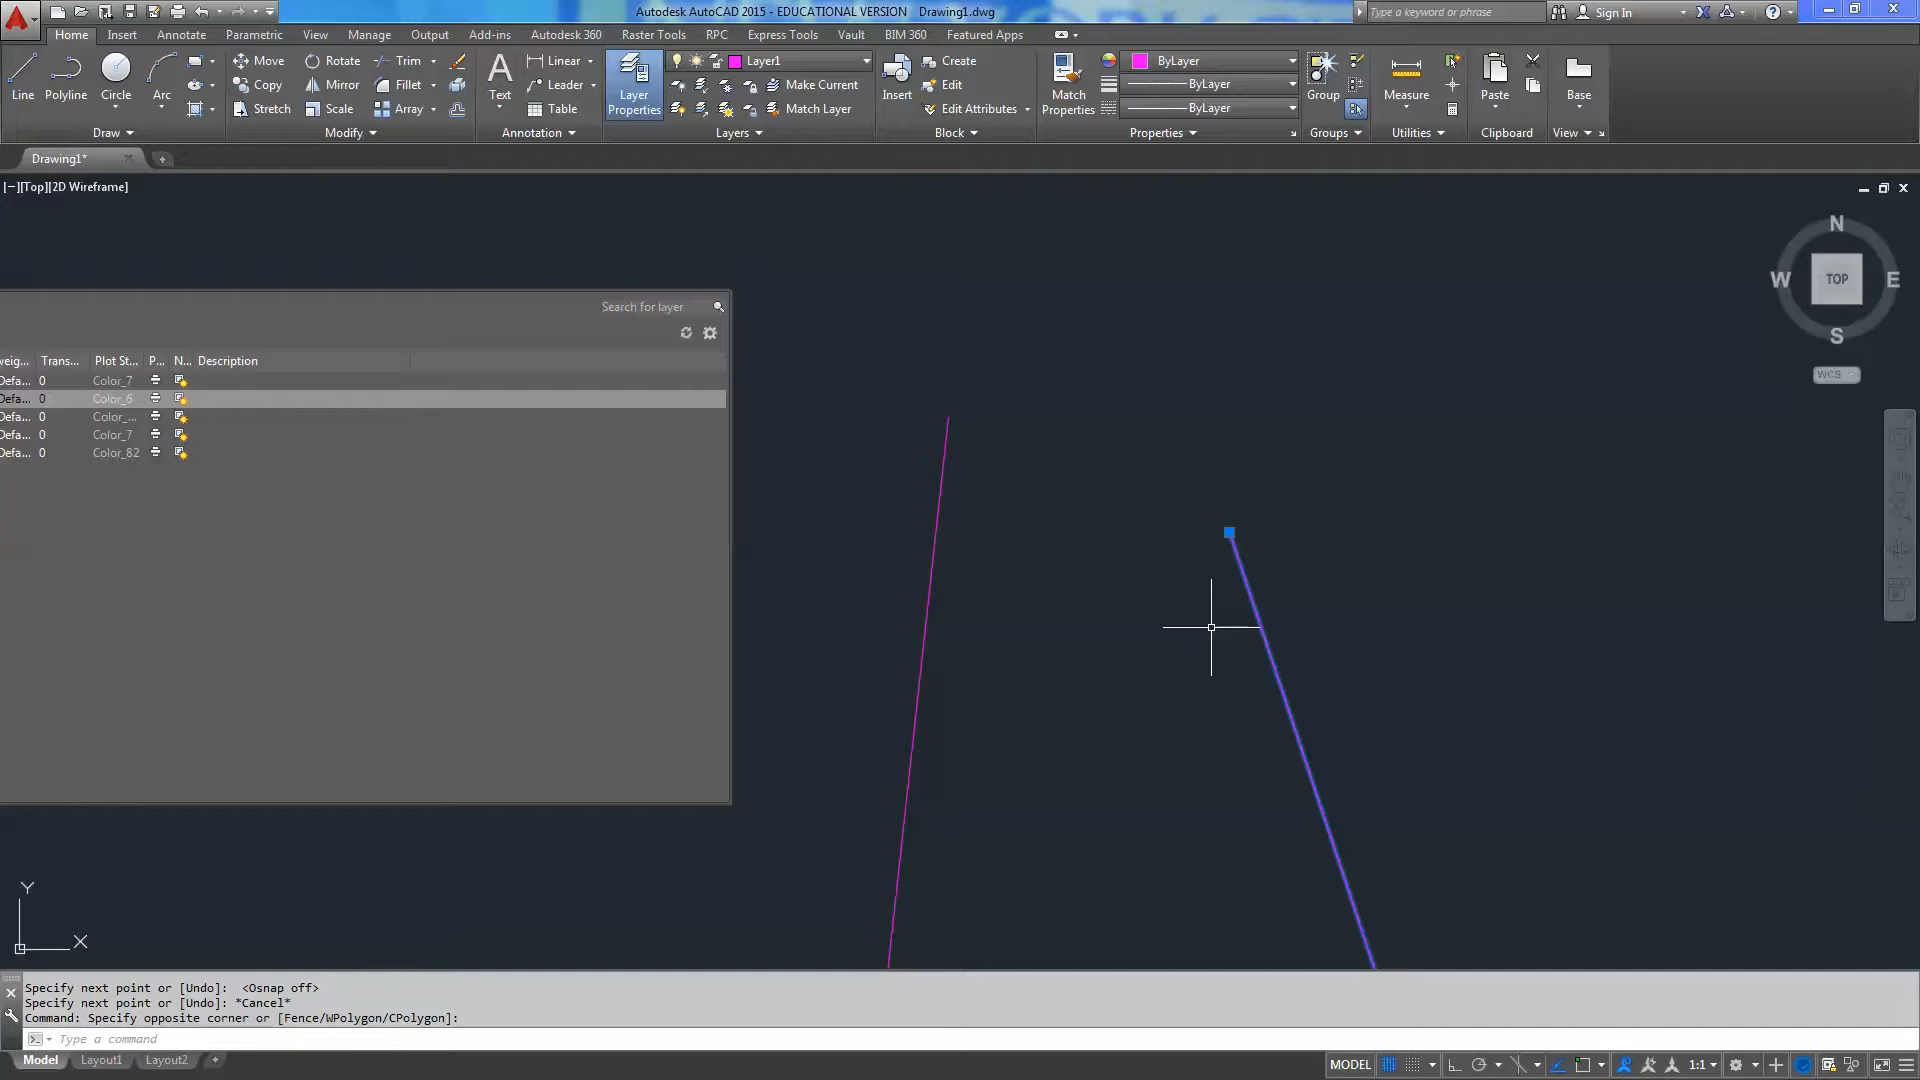 Autodesk AutoCAD 2015 - EDUCATIONAL VERSION Drawing1.dwg
Type a keyword or phrase
Sign In
Home Insert Annotate Parametric View Manage Output Add-ins Autodesk 360 Raster Tools RPC Express Tools Vault BIM 360 Featured Apps
Line Polyline Circle Arc
Move Rotate Trim
Copy Mirror Fillet
Stretch Scale Array
Text
Linear
Leader
Table
Layer Properties
Layer1
Make Current
Match Layer
Insert
Create
Edit
Edit Attributes
Match Properties
ByLayer
ByLayer
ByLayer
Group
Measure
Paste
Base
Draw Modify Annotation Layers Block Properties Groups Utilities Clipboard View
Drawing1*
[−][Top][2D Wireframe]
N
W TOP E
S
WCS
Search for layer
weig... Trans... Plot St... P... N... Description
Defa... 0 Color_7
Defa... 0 Color_6
Defa... 0 Color_...
Defa... 0 Color_7
Defa... 0 Color_82
Y
X
Specify next point or [Undo]: <Osnap off>
Specify next point or [Undo]: *Cancel*
Command: Specify opposite corner or [Fence/WPolygon/CPolygon]:
Type a command
Model Layout1 Layout2 +
MODEL 1:1